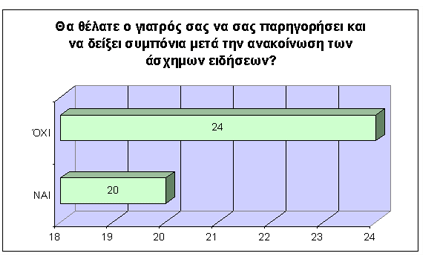 Θα θέλατε ο γιατρός σας να σας παρηγορήσει και
να δείξει συμπόνια μετά την ανακοίνωση των
άσχημων ειδήσεων?
ΌΧΙ
24
ΝΑΙ
20
18 19 20 21 22 23 24